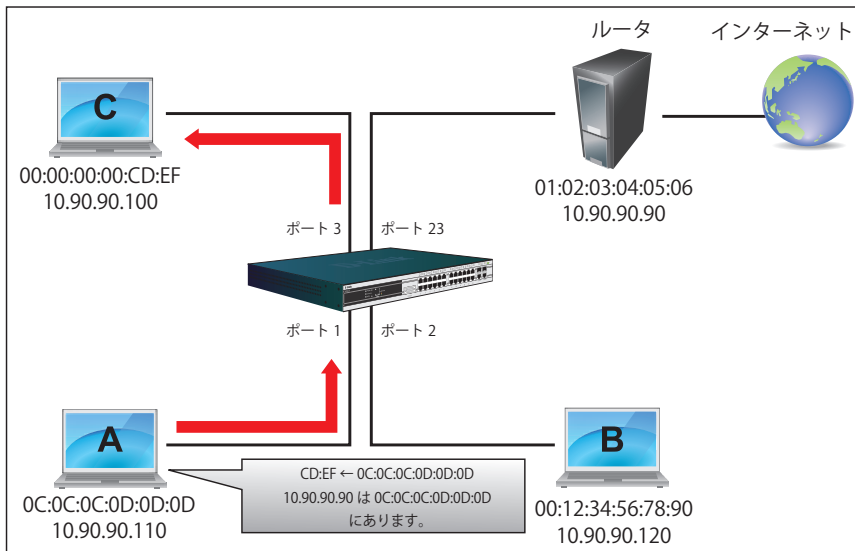 ルータ
インターネット
C
00:00:00:00:CD:EF
10.90.90.100
01:02:03:04:05:06
10.90.90.90
ポート 3
ポート 23
ポート 1
ポート 2
A
B
CD:EF ← 0C:0C:0C:0D:0D:0D
10.90.90.90 は 0C:0C:0C:0D:0D:0D
にあります。
0C:0C:0C:0D:0D:0D
10.90.90.110
00:12:34:56:78:90
10.90.90.120